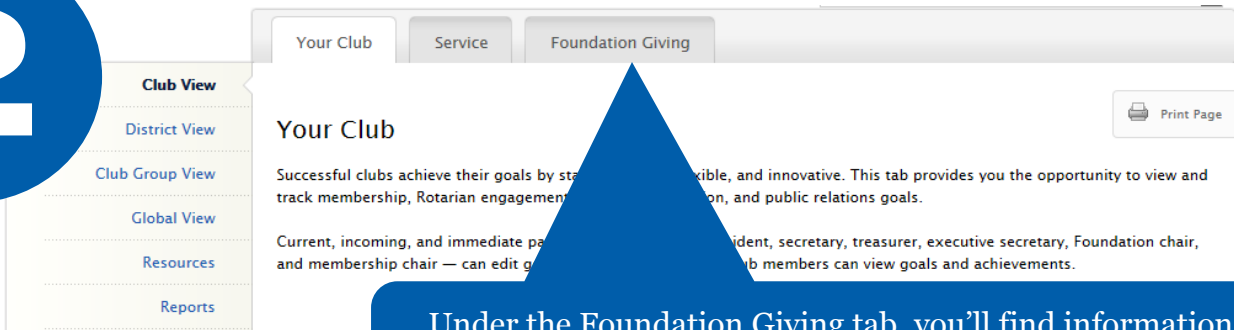 2
Your Club Service Foundation Giving
Club View
District View
Club Group View
Global View
Resources
Reports
Print Page
Your Club
Successful clubs achieve their goals by sta xible, and innovative. This tab provides you the opportunity to view and
track membership, Rotarian engagemen on, and public relations goals.
Current, incoming, and immediate pa ident, secretary, treasurer, executive secretary, Foundation chair,
and membership chair — can edit g b members can view goals and achievements.
Under the Foundation Giving tab, you’ll find information